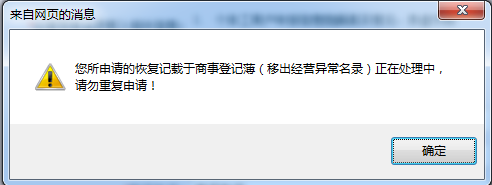 来自网页的消息
您所申请的恢复记载于商事登记薄（移出经营异常名录）正在处理中，
请勿重复申请！
确定